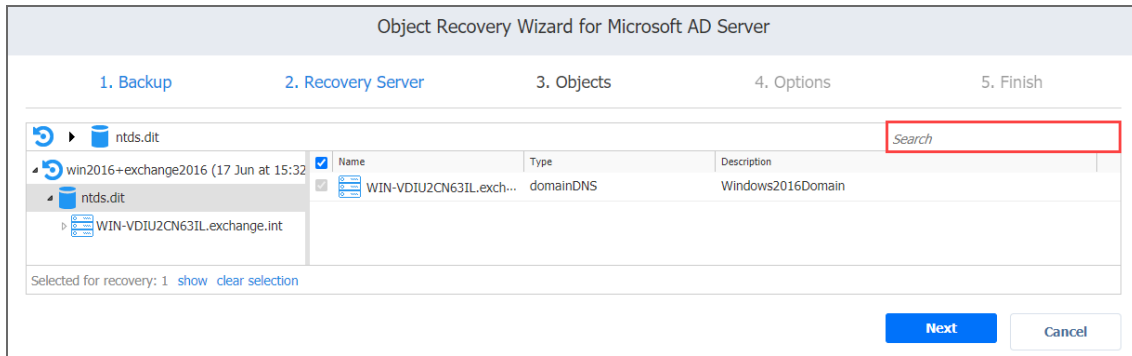 Object Recovery Wizard for Microsoft AD Server
1. Backup 2. Recovery Server 3. Objects 4. Options 5. Finish
ntds.dit Search
win2016+exchange2016 (17 Jun at 15:32 Name Type Description
WIN-VDIU2CN63IL.exch... domainDNS Windows2016Domain
ntds.dit
WIN-VDIU2CN63IL.exchange.int
Selected for recovery: 1 show clear selection
Next Cancel